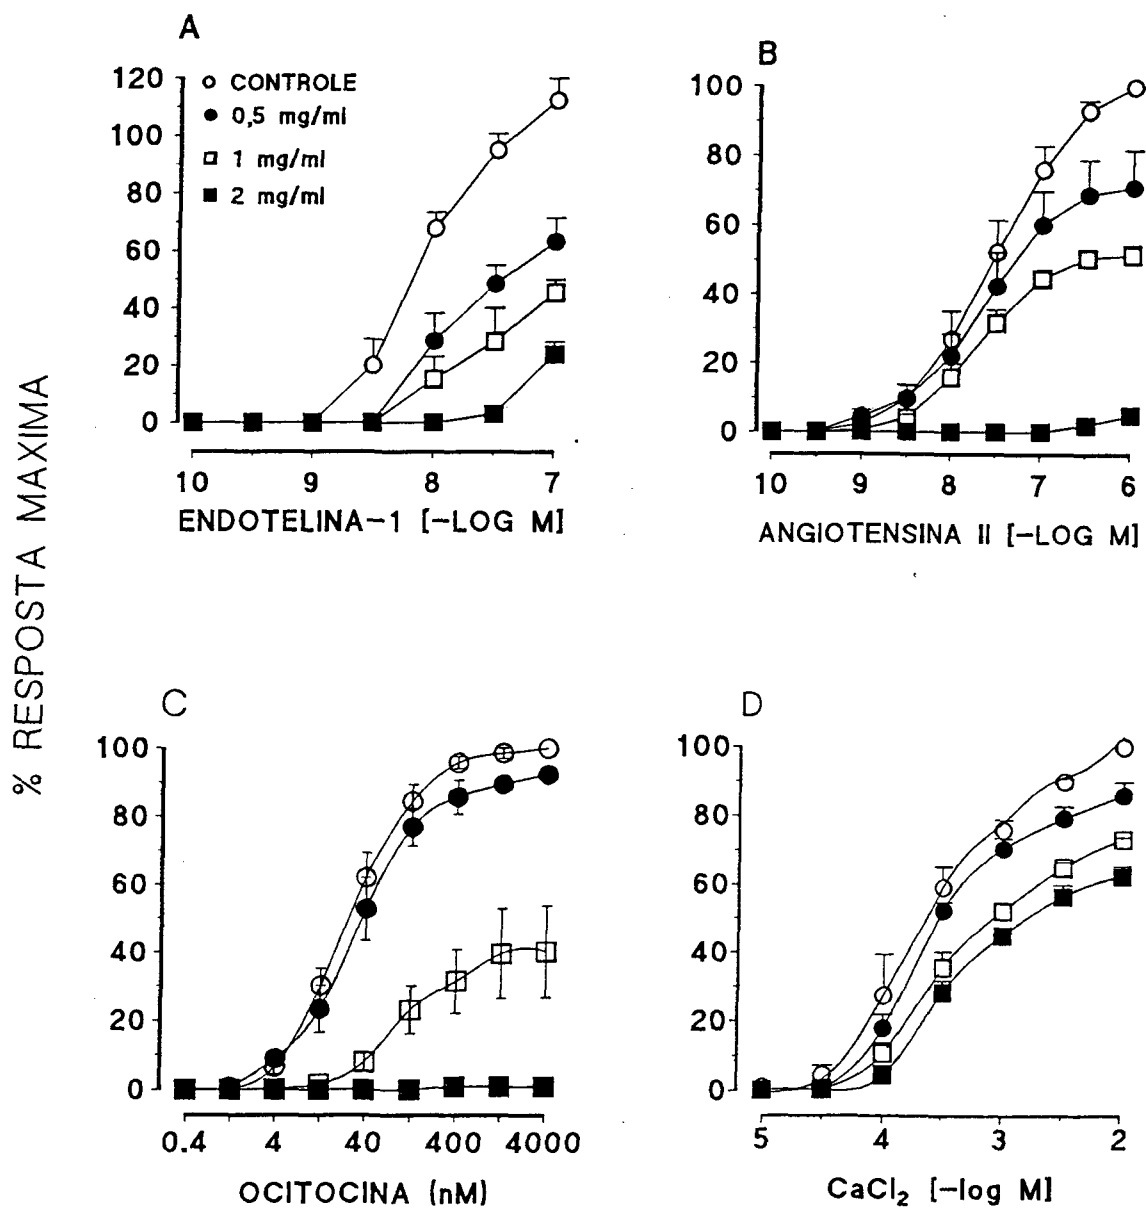 % RESPOSTA MAXIMA
A
CONTROLE
0,5 mg/ml
1 mg/ml
2 mg/ml
120
100
80
60
40
20
0
10 9 8 7
ENDOTELINA-1 [-LOG M]
B
100
80
60
40
20
0
10 9 8 7 6
ANGIOTENSINA II [-LOG M]
C
100
80
60
40
20
0
0.4 4 40 400 4000
OCITOCINA (nM)
D
100
80
60
40
20
0
5 4 3 2
CaCl₂ [-log M]